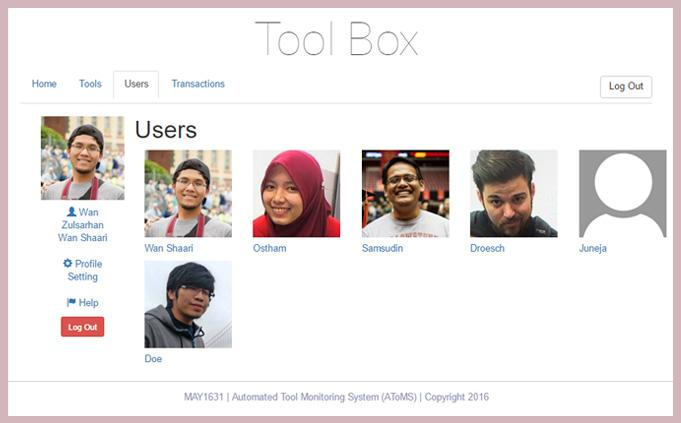 Tool Box
Home Tools Users Transactions Log Out
Users
Wan
Zulsarhan
Wan Shaari
Profile
Setting
Help
Log Out
Wan Shaari Ostham Samsudin Droesch Juneja
Doe
MAY1631 | Automated Tool Monitoring System (AToMS) | Copyright 2016